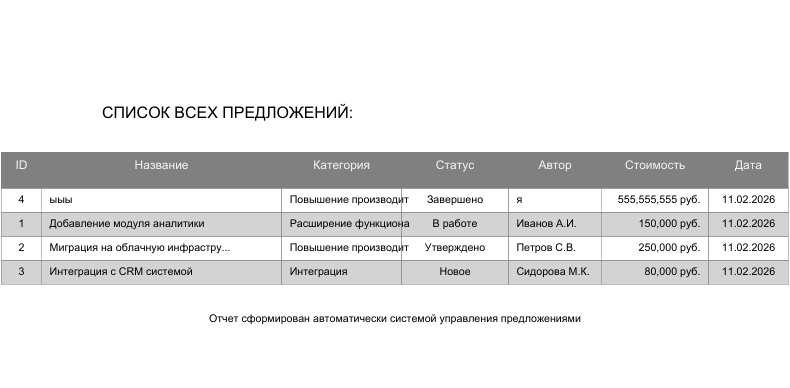 СПИСОК ВСЕХ ПРЕДЛОЖЕНИЙ:
ID Название Категория Статус Автор Стоимость Дата
4 ыыы Повышение производит Завершено я 555,555,555 руб. 11.02.2026
1 Добавление модуля аналитики Расширение функциона В работе Иванов А.И. 150,000 руб. 11.02.2026
2 Миграция на облачную инфрастру... Повышение производит Утверждено Петров С.В. 250,000 руб. 11.02.2026
3 Интеграция с CRM системой Интеграция Новое Сидорова М.К. 80,000 руб. 11.02.2026
Отчет сформирован автоматически системой управления предложениями